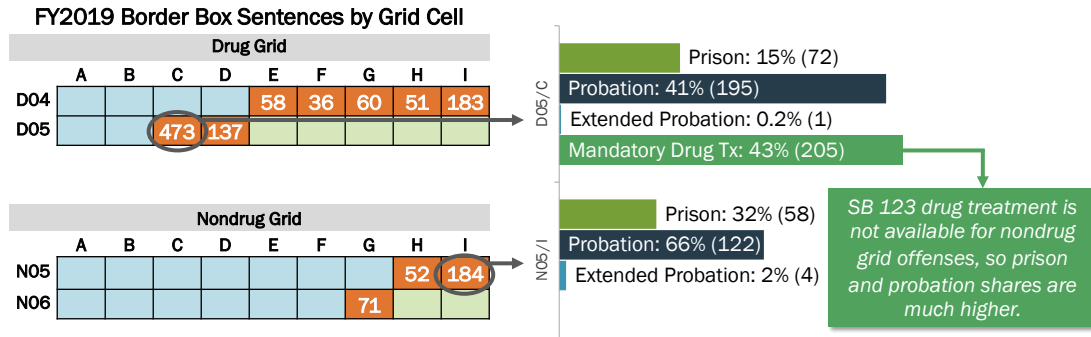 FY2019 Border Box Sentences by Grid Cell
Drug Grid
A B C D E F G H I
D04 58 36 60 51 183
D05 473 137
Nondrug Grid
A B C D E F G H I
N05 52 184
N06 71
D05/C
Prison: 15% (72)
Probation: 41% (195)
Extended Probation: 0.2% (1)
Mandatory Drug Tx: 43% (205)
N05/I
Prison: 32% (58)
Probation: 66% (122)
Extended Probation: 2% (4)
SB 123 drug treatment is
not available for nondrug
grid offenses, so prison
and probation shares are
much higher.